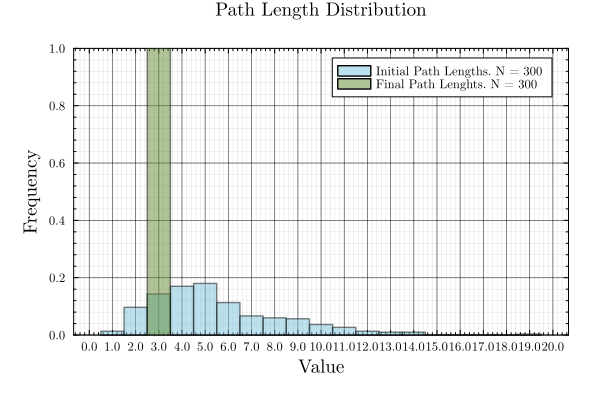 Path Length Distribution
1.0
0.8
0.6
0.4
0.2
0.0
Frequency
Initial Path Lengths. N = 300
Final Path Lenghts. N = 300
0.0 1.0 2.0 3.0 4.0 5.0 6.0 7.0 8.0 9.0 10.0 11.0 12.0 13.0 14.0 15.0 16.0 17.0 18.0 19.0 20.0
Value